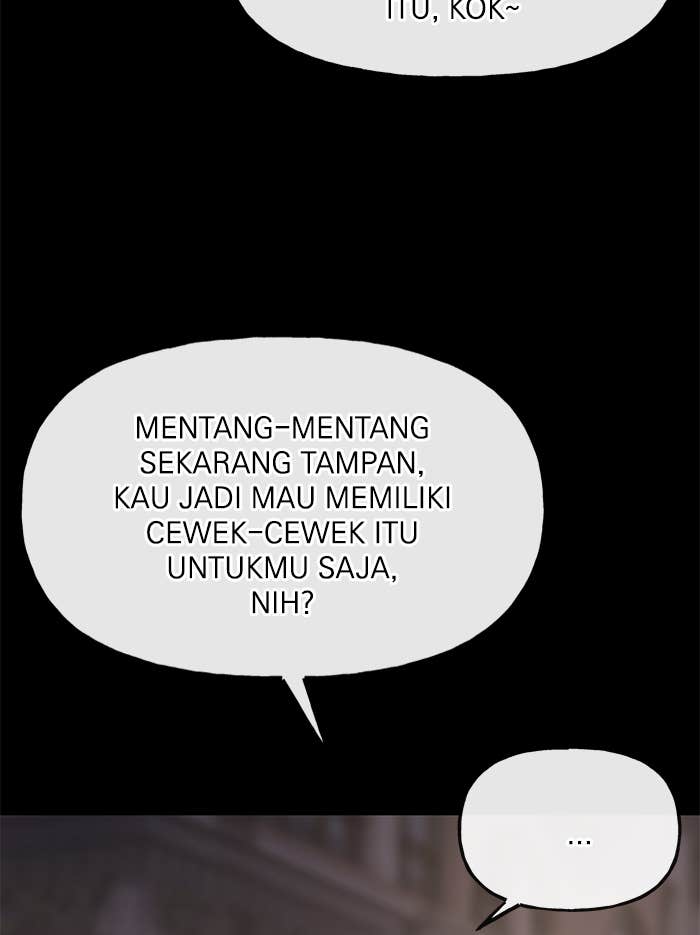 ITU, KOK~
MENTANG-MENTANG
SEKARANG TAMPAN,
KAU JADI MAU MEMILIKI
CEWEK-CEWEK ITU
UNTUKMU SAJA,
NIH?
...